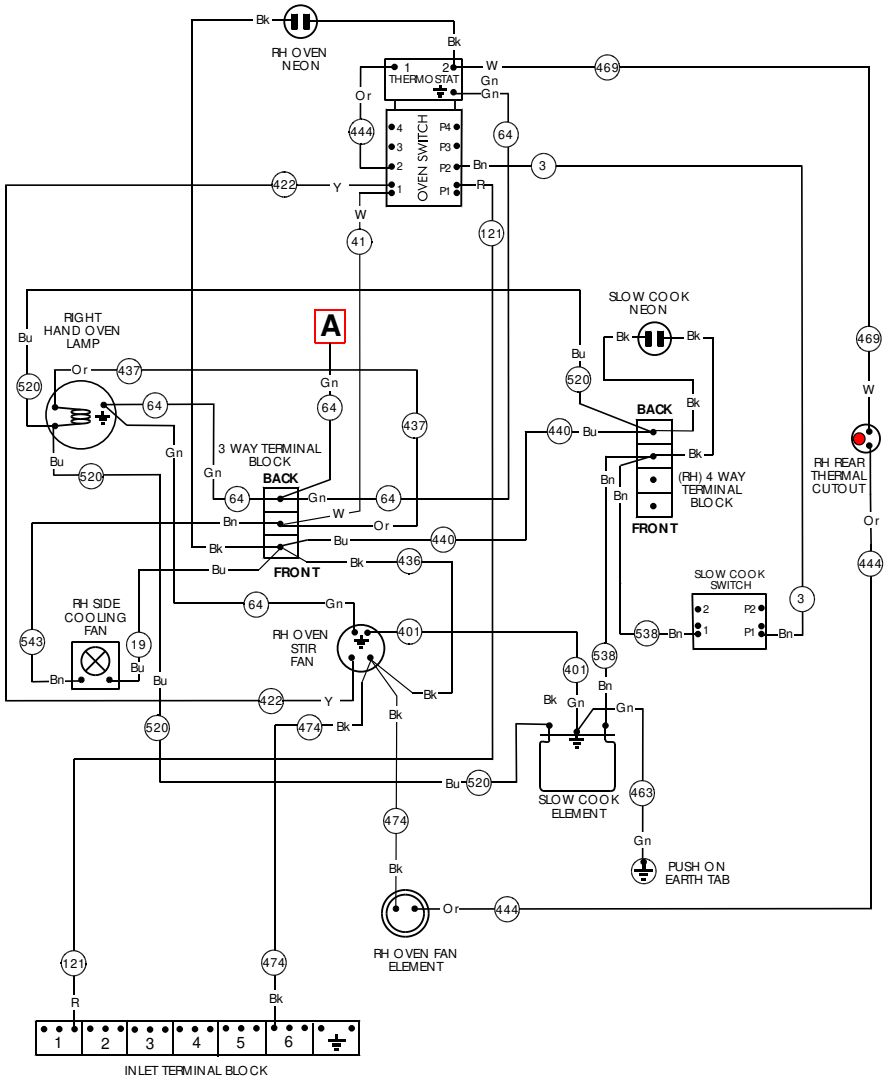 Bk
RH OVEN
NEON
Bk
1 2
THERMOSTAT
W
469
Gn
Gn
Or
444
64
OVEN SWITCH
4 P4
3 P3
2 P2
1 P1
Bn
3
R
422
Y
W
41
121
RIGHT
HAND OVEN
LAMP
A
SLOW COOK
NEON
Bk
Bk
Bu
520
Or
437
64
Gn
64
437
Bu
520
Bk
469
W
BACK
440
Bu
Bk
Gn
Bu
520
3 WAY TERMINAL
BLOCK
BACK
Gn
64
Gn
64
W
Bn
Or
Bk
Bu
440
Bu
FRONT
Bk
436
Bn
Bn
(RH) 4 WAY
TERMINAL
BLOCK
FRONT
RH REAR
THERMAL
CUTOUT
Or
444
SLOW COOK
SWITCH
2 P2
1 P1
Bn
3
538
Bn
RH SIDE
COOLING
FAN
543
19
Bn
Bu
Bu
64
Gn
RH OVEN
STIR
FAN
401
401
538
Bn
Bk
Gn
Gn
Bk
422
Y
474
Bk
Bk
520
Bu
520
SLOW COOK
ELEMENT
463
Gn
PUSH ON
EARTH TAB
474
Bk
Or
444
RH OVEN FAN
ELEMENT
121
R
474
Bk
1 2 3 4 5 6
INLET TERMINAL BLOCK